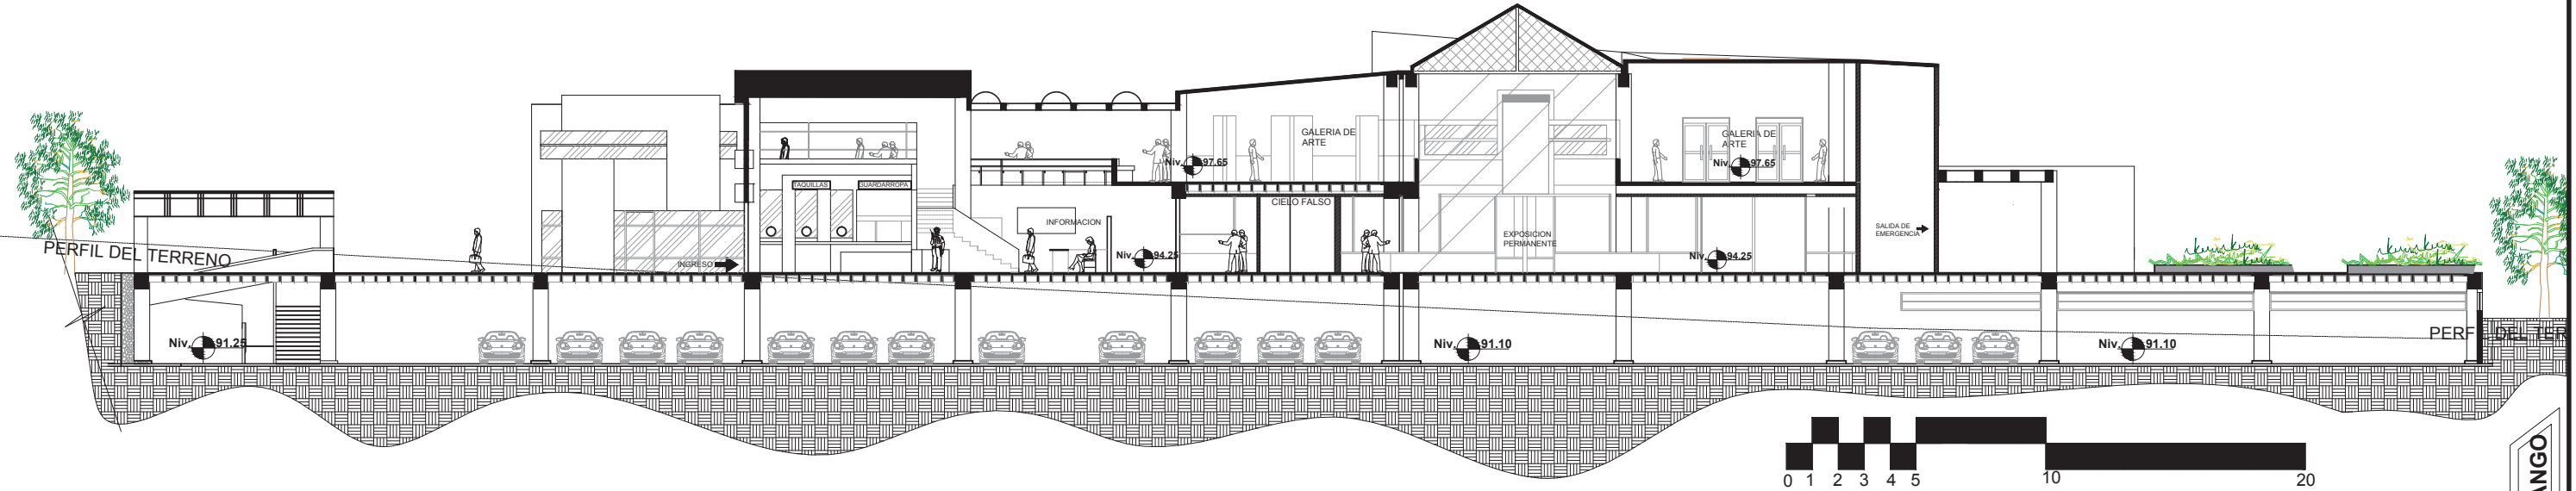 GALERIA DE
ARTE
GALERIA DE
ARTE
Niv. 97.65
Niv. 97.65
TAQUILLAS
GUARDARROPA
CIELO FALSO
INFORMACION
EXPOSICION
PERMANENTE
SALIDA DE
EMERGENCIA
PERFIL DEL TERRENO
INGRESO
Niv. 94.25
Niv. 94.25
Niv. 91.25
Niv. 91.10
Niv. 91.10
PERFIL DEL TER
0 1 2 3 4 5 10 20
ANGO